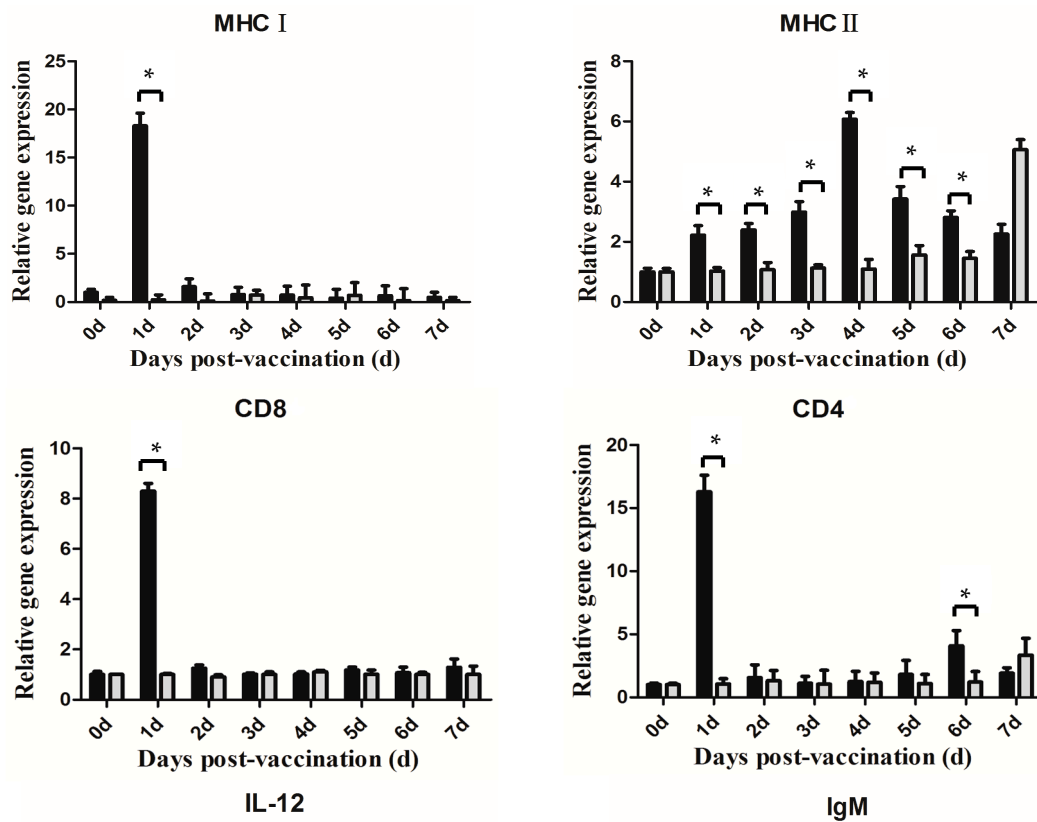 MHC Ⅰ
Relative gene expression
25
20
15
10
5
0
*
0d 1d 2d 3d 4d 5d 6d 7d
Days post-vaccination (d)
MHC Ⅱ
Relative gene expression
8
6
4
2
0
* * * * * *
0d 1d 2d 3d 4d 5d 6d 7d
Days post-vaccination (d)
CD8
Relative gene expression
10
8
6
4
2
0
*
0d 1d 2d 3d 4d 5d 6d 7d
Days post-vaccination (d)
CD4
Relative gene expression
20
15
10
5
0
* *
0d 1d 2d 3d 4d 5d 6d 7d
Days post-vaccination (d)
IL-12
IgM